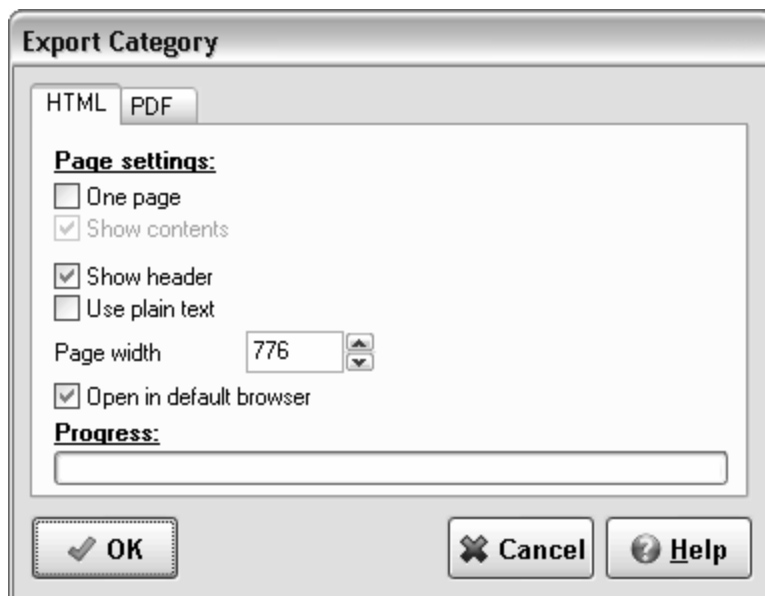 Export Category
HTML PDF
Page settings:
One page
Show contents
Show header
Use plain text
Page width 776
Open in default browser
Progress:
OK Cancel Help